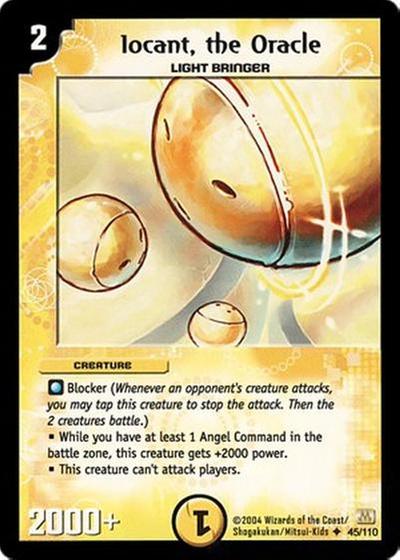 2
Iocant, the Oracle
LIGHT BRINGER
CREATURE
Blocker (Whenever an opponent's creature attacks,
you may tap this creature to stop the attack. Then the
2 creatures battle.)
▪ While you have at least 1 Angel Command in the
battle zone, this creature gets +2000 power.
▪ This creature can't attack players.
2000+
1
©2004 Wizards of the Coast/
Shogakukan/Mitsui-Kids ♦ 45/110